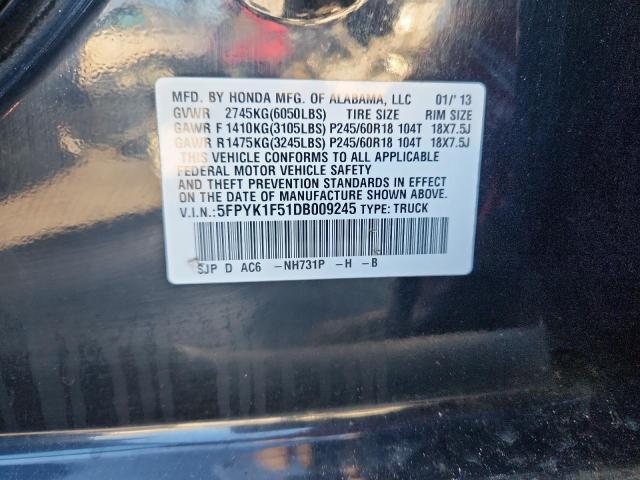 MFD. BY HONDA MFG. OF ALABAMA, LLC 01/'13
GVWR 2745KG(6050LBS) TIRE SIZE RIM SIZE
GAWR F 1410KG(3105LBS) P245/60R18 104T 18X7.5J
GAWR R1475KG(3245LBS) P245/60R18 104T 18X7.5J
THIS VEHICLE CONFORMS TO ALL APPLICABLE
FEDERAL MOTOR VEHICLE SAFETY
AND THEFT PREVENTION STANDARDS IN EFFECT
ON THE DATE OF MANUFACTURE SHOWN ABOVE.
V.I.N.:5FPYK1F51DB009245 TYPE: TRUCK
SJP D AC6 -NH731P -H -B